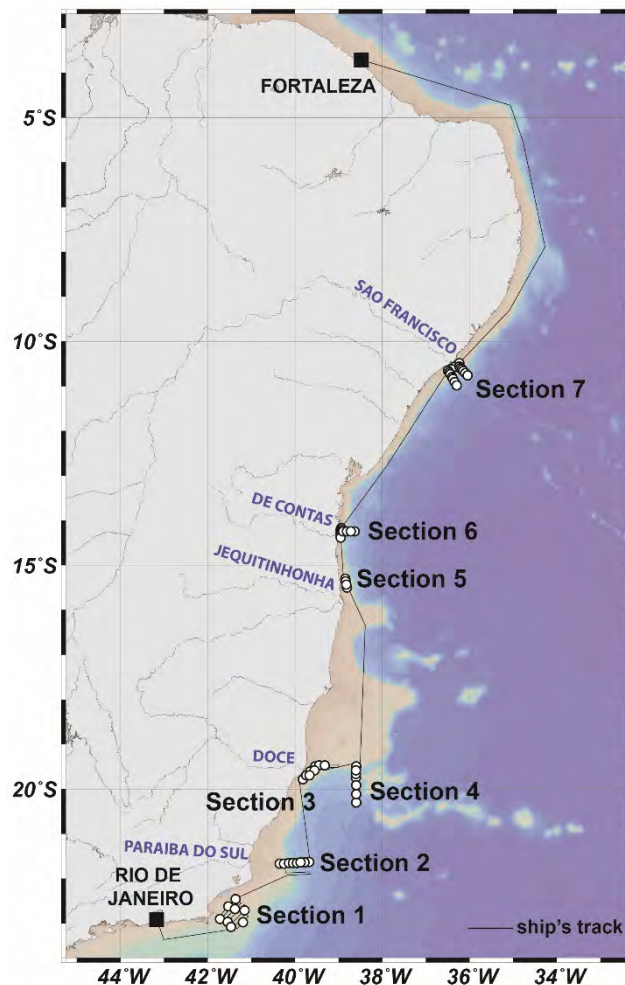 FORTALEZA
5°S
SAO FRANCISCO
10°S
Section 7
DE CONTAS
Section 6
JEQUITINHONHA
15°S
Section 5
DOCE
20°S
Section 3
Section 4
PARAIBA DO SUL
Section 2
RIO DE
JANEIRO
Section 1
ship's track
44°W 42°W 40°W 38°W 36°W 34°W